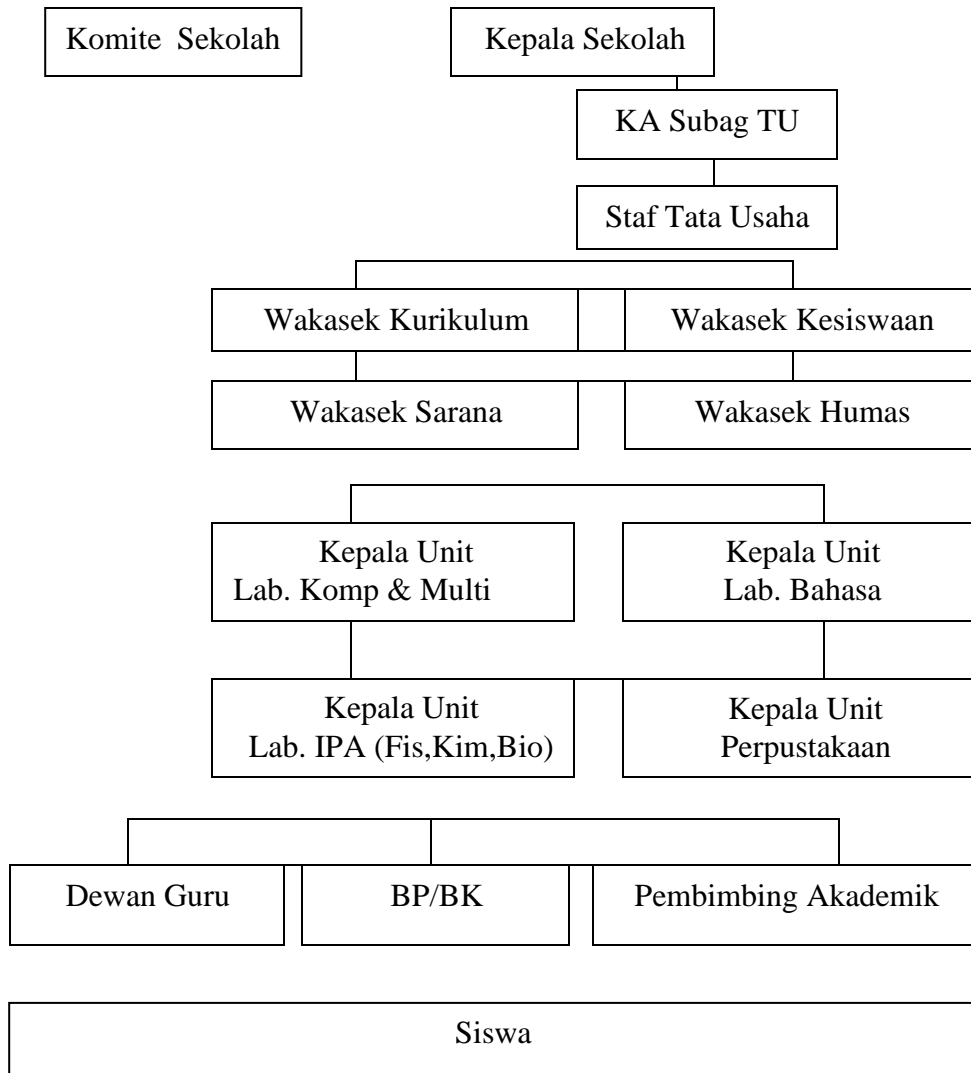 Komite  Sekolah
Kepala Sekolah
KA Subag TU
Staf Tata Usaha
Wakasek Kurikulum
Wakasek Kesiswaan
Wakasek Sarana
Wakasek Humas
Kepala Unit
Lab. Komp & Multi
Kepala Unit
Lab. Bahasa
Kepala Unit
Lab. IPA (Fis,Kim,Bio)
Kepala Unit
Perpustakaan
Dewan Guru
BP/BK
Pembimbing Akademik
Siswa